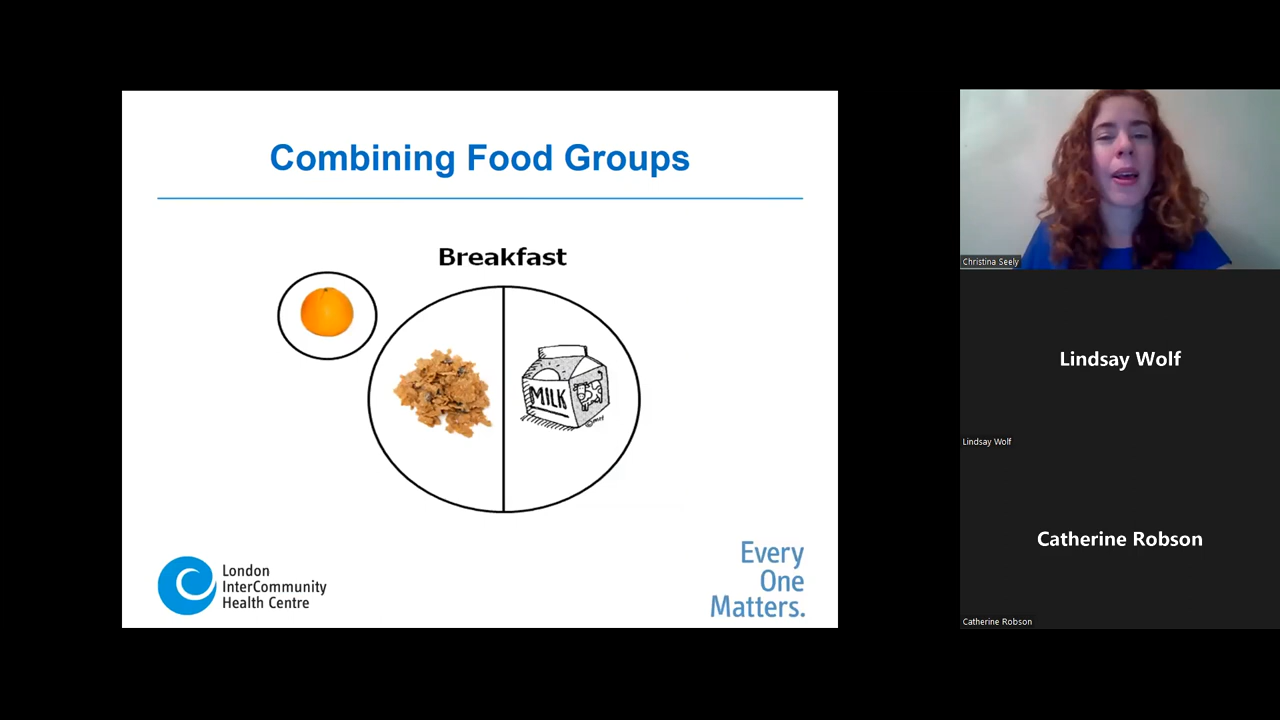 Combining Food Groups
Breakfast
MILK
London
InterCommunity
Health Centre
Every
One
Matters.
Christina Seely
Lindsay Wolf
Lindsay Wolf
Catherine Robson
Catherine Robson